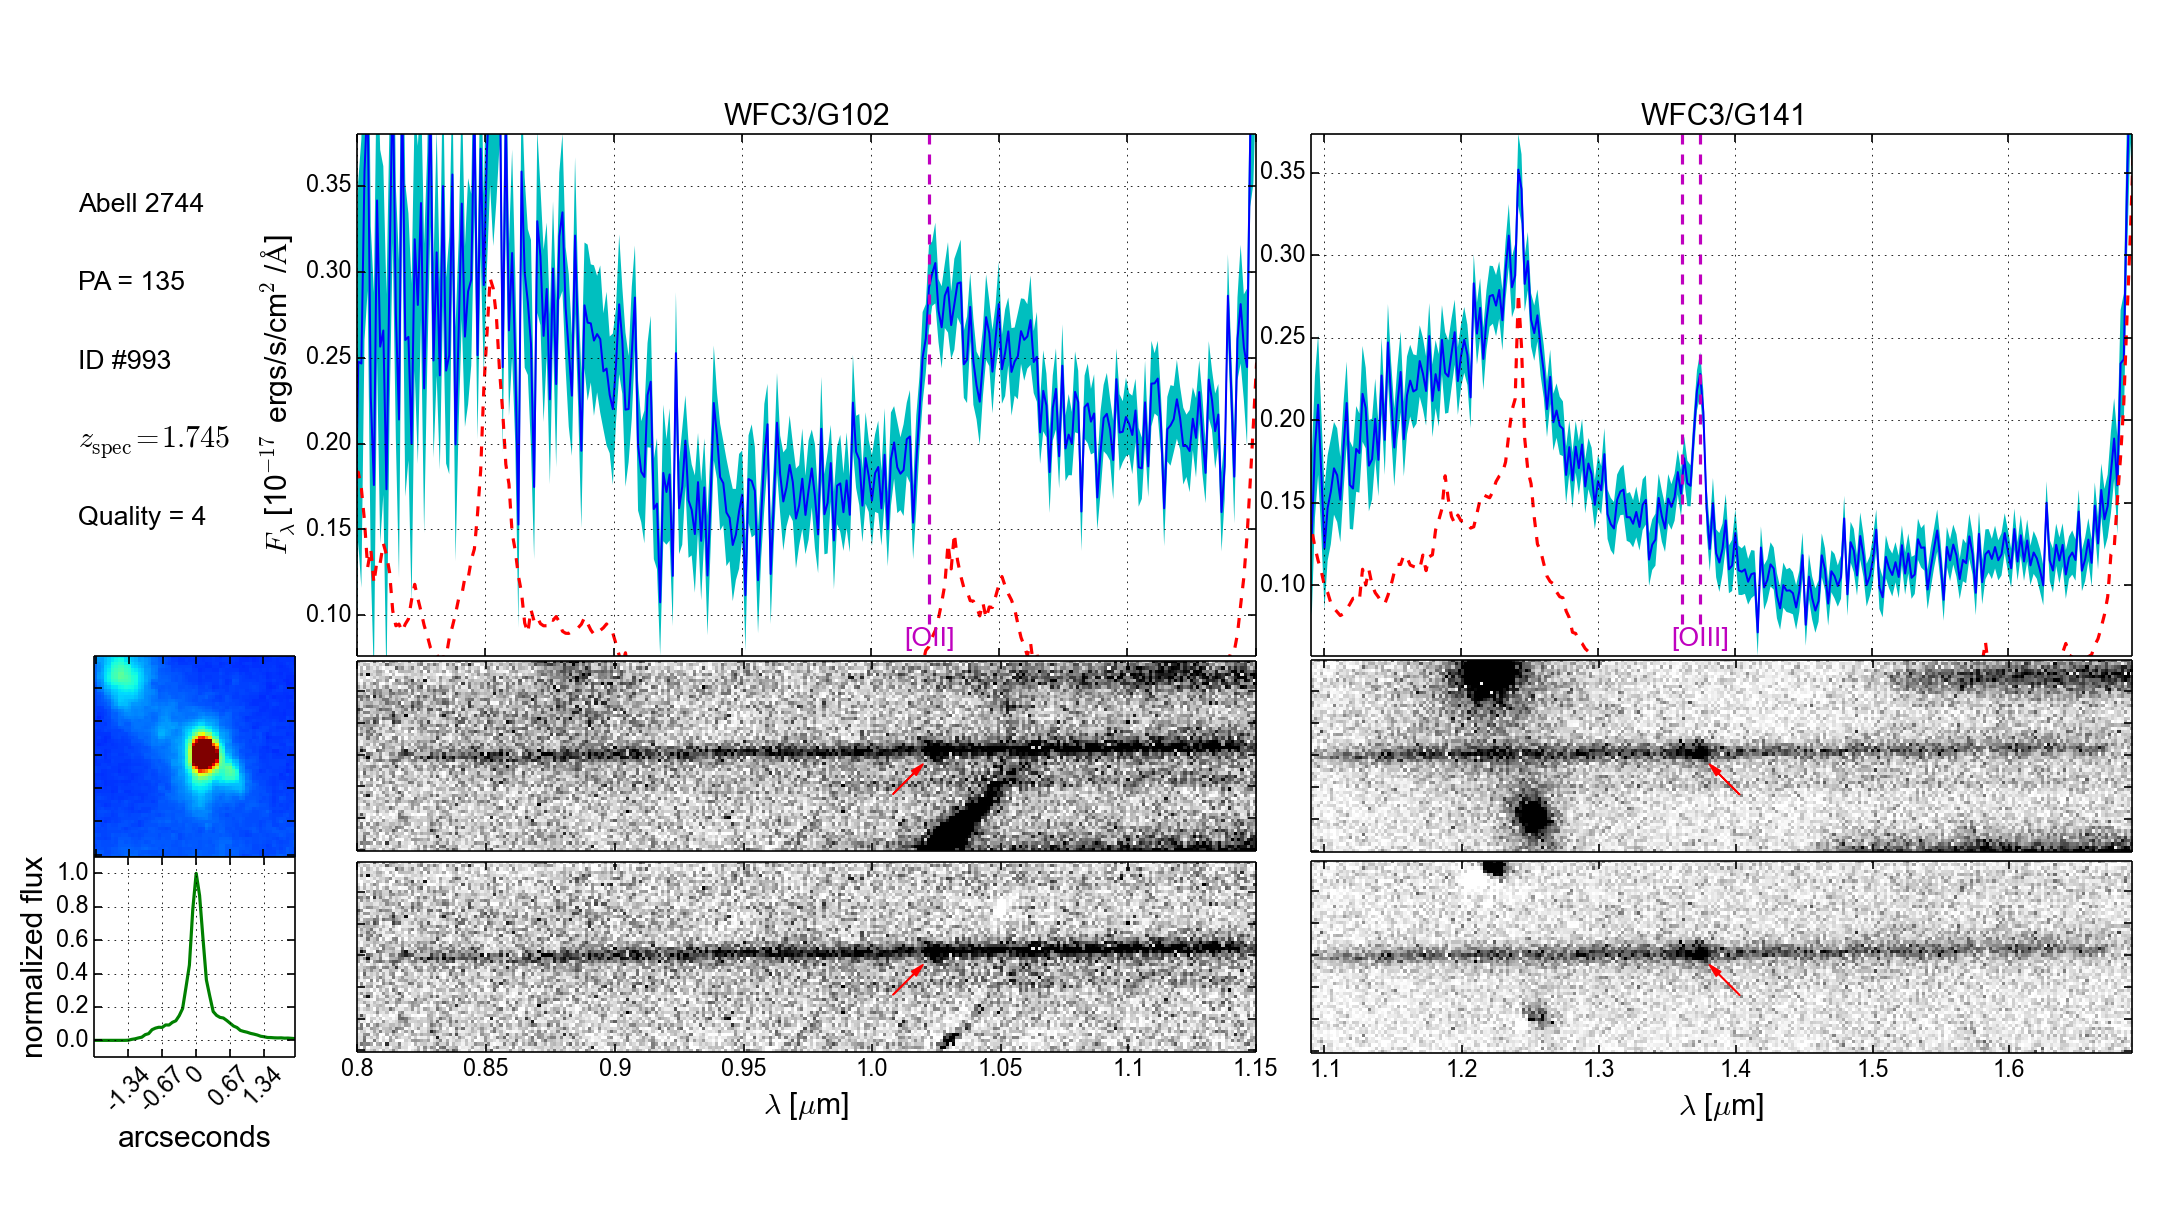 WFC3/G102
WFC3/G141
Abell 2744
PA = 135
ID #993
z_spec = 1.745
Quality = 4
F_λ [10^−17 ergs/s/cm^2 /Å]
0.35
0.30
0.25
0.20
0.15
0.10
[OII]
0.35
0.30
0.25
0.20
0.15
0.10
[OIII]
normalized flux
1.0
0.8
0.6
0.4
0.2
0.0
-1.34 -0.67 0 0.67 1.34
arcseconds
0.8 0.85 0.9 0.95 1.0 1.05 1.1 1.15
λ [μm]
1.1 1.2 1.3 1.4 1.5 1.6
λ [μm]